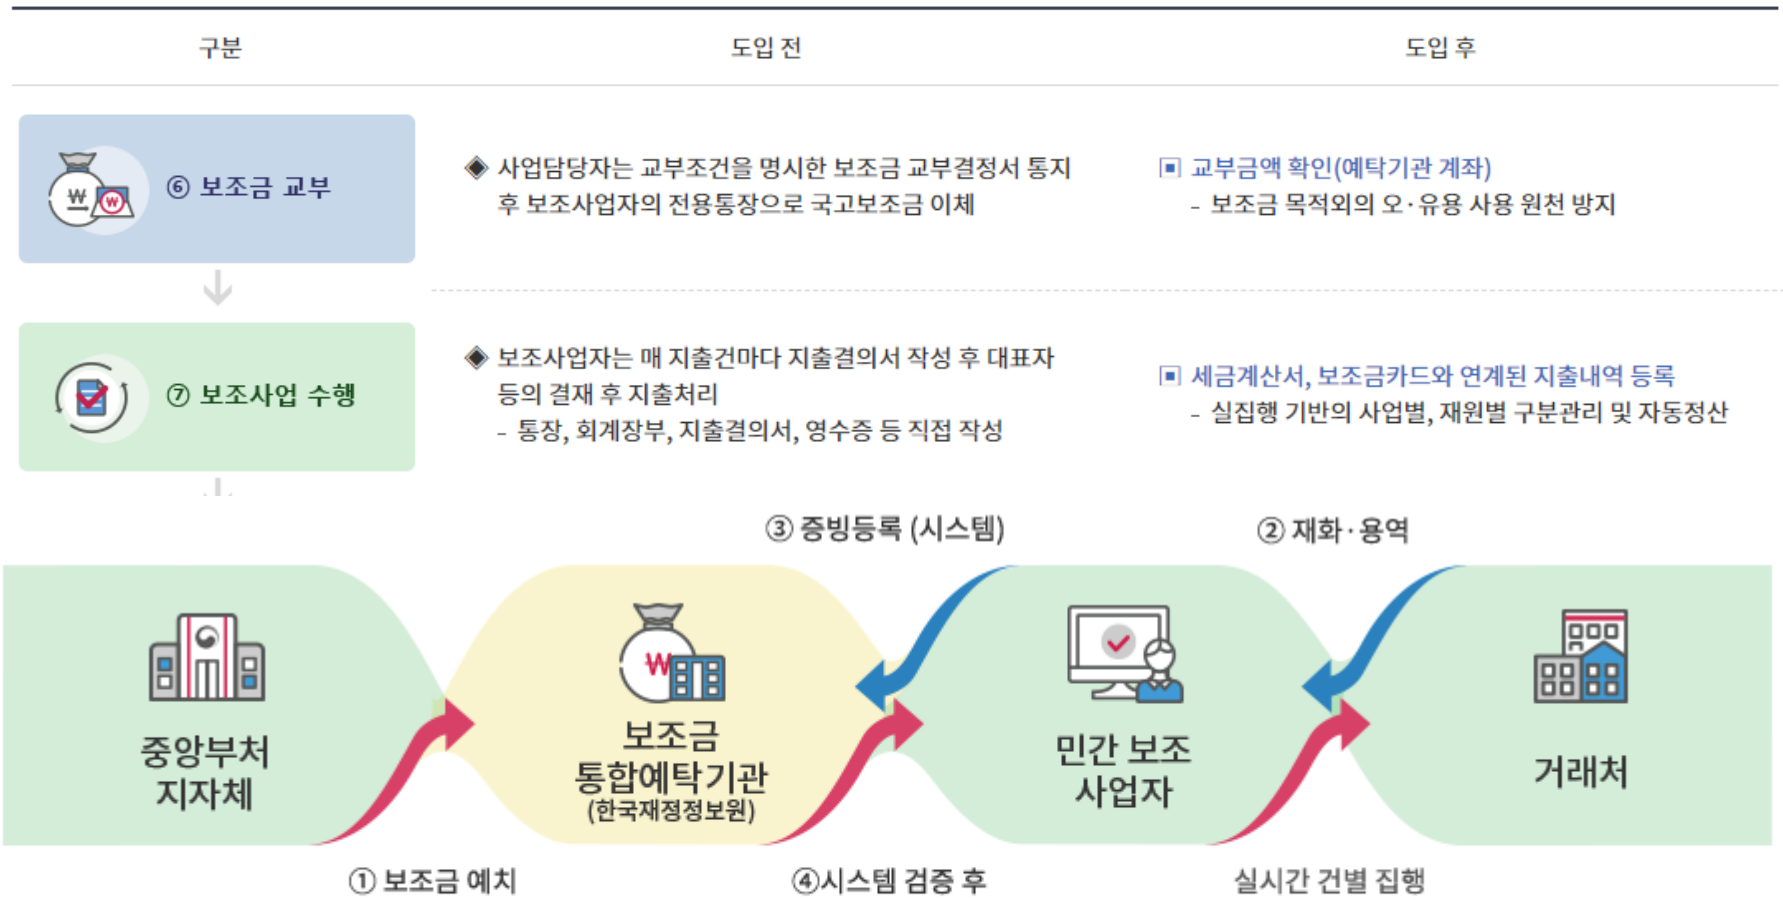 구분
도입 전
도입 후
⑥ 보조금 교부
◈ 사업담당자는 교부조건을 명시한 보조금 교부결정서 통지
후 보조사업자의 전용통장으로 국고보조금 이체
▣ 교부금액 확인(예탁기관 계좌)
- 보조금 목적외의 오·유용 사용 원천 방지
⑦ 보조사업 수행
◈ 보조사업자는 매 지출건마다 지출결의서 작성 후 대표자
등의 결재 후 지출처리
- 통장, 회계장부, 지출결의서, 영수증 등 직접 작성
▣ 세금계산서, 보조금카드와 연계된 지출내역 등록
- 실집행 기반의 사업별, 재원별 구분관리 및 자동정산
③ 증빙등록 (시스템)
② 재화·용역
중앙부처
지자체
보조금
통합예탁기관
(한국재정정보원)
민간 보조
사업자
거래처
① 보조금 예치
④시스템 검증 후
실시간 건별 집행